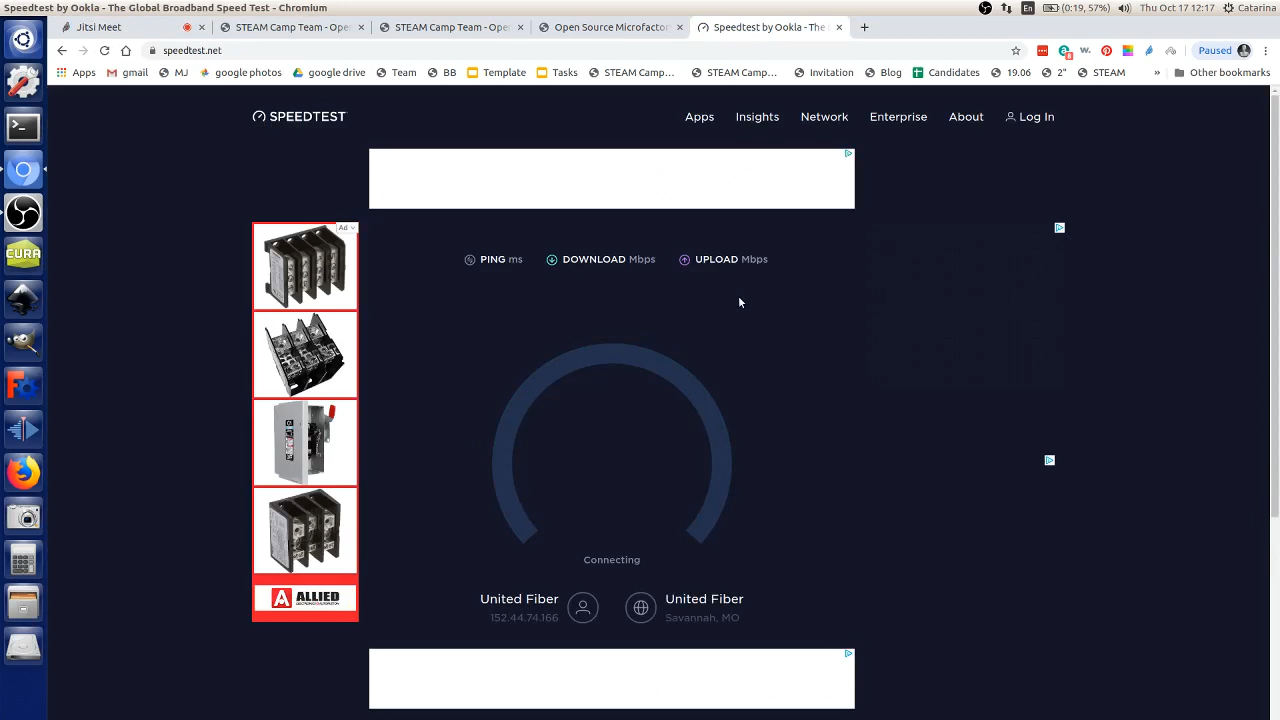 Speedtest by Ookla - The Global Broadband Speed Test - Chromium
En (0:19, 57%) Thu Oct 17 12:17 Catarina
Jitsi Meet
STEAM Camp Team - Ope
STEAM Camp Team - Open
Open Source Microfactor
Speedtest by Ookla - The
speedtest.net
Paused
Apps gmail MJ google photos google drive Team BB Template Tasks STEAM Camp... STEAM Camp... Invitation Blog Candidates 19.06 2" STEAM » Other bookmarks
SPEEDTEST
Apps Insights Network Enterprise About Log In
Ad
PING ms DOWNLOAD Mbps UPLOAD Mbps
Connecting
ALLIED
United Fiber
152.44.74.166
United Fiber
Savannah, MO
CURA